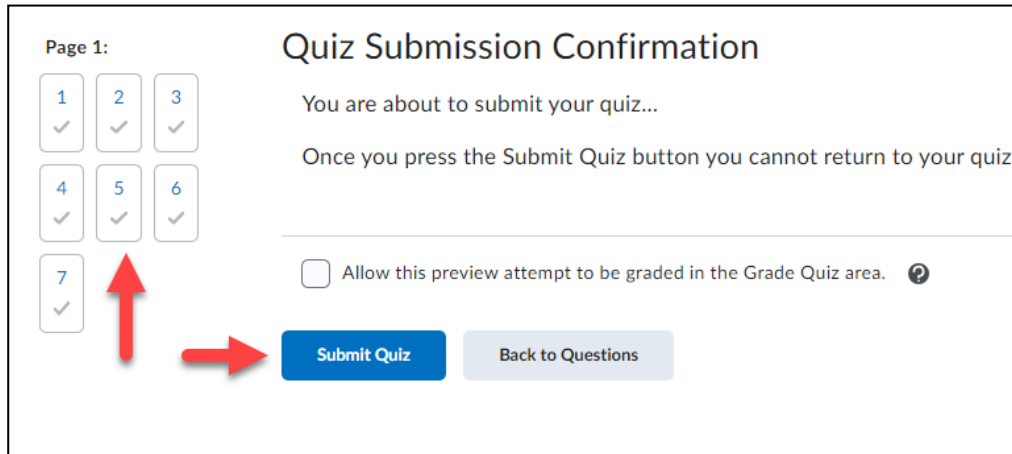 Page 1:
1 2 3
4 5 6
7
Quiz Submission Confirmation
You are about to submit your quiz...
Once you press the Submit Quiz button you cannot return to your quiz
Allow this preview attempt to be graded in the Grade Quiz area. ?
Submit Quiz Back to Questions